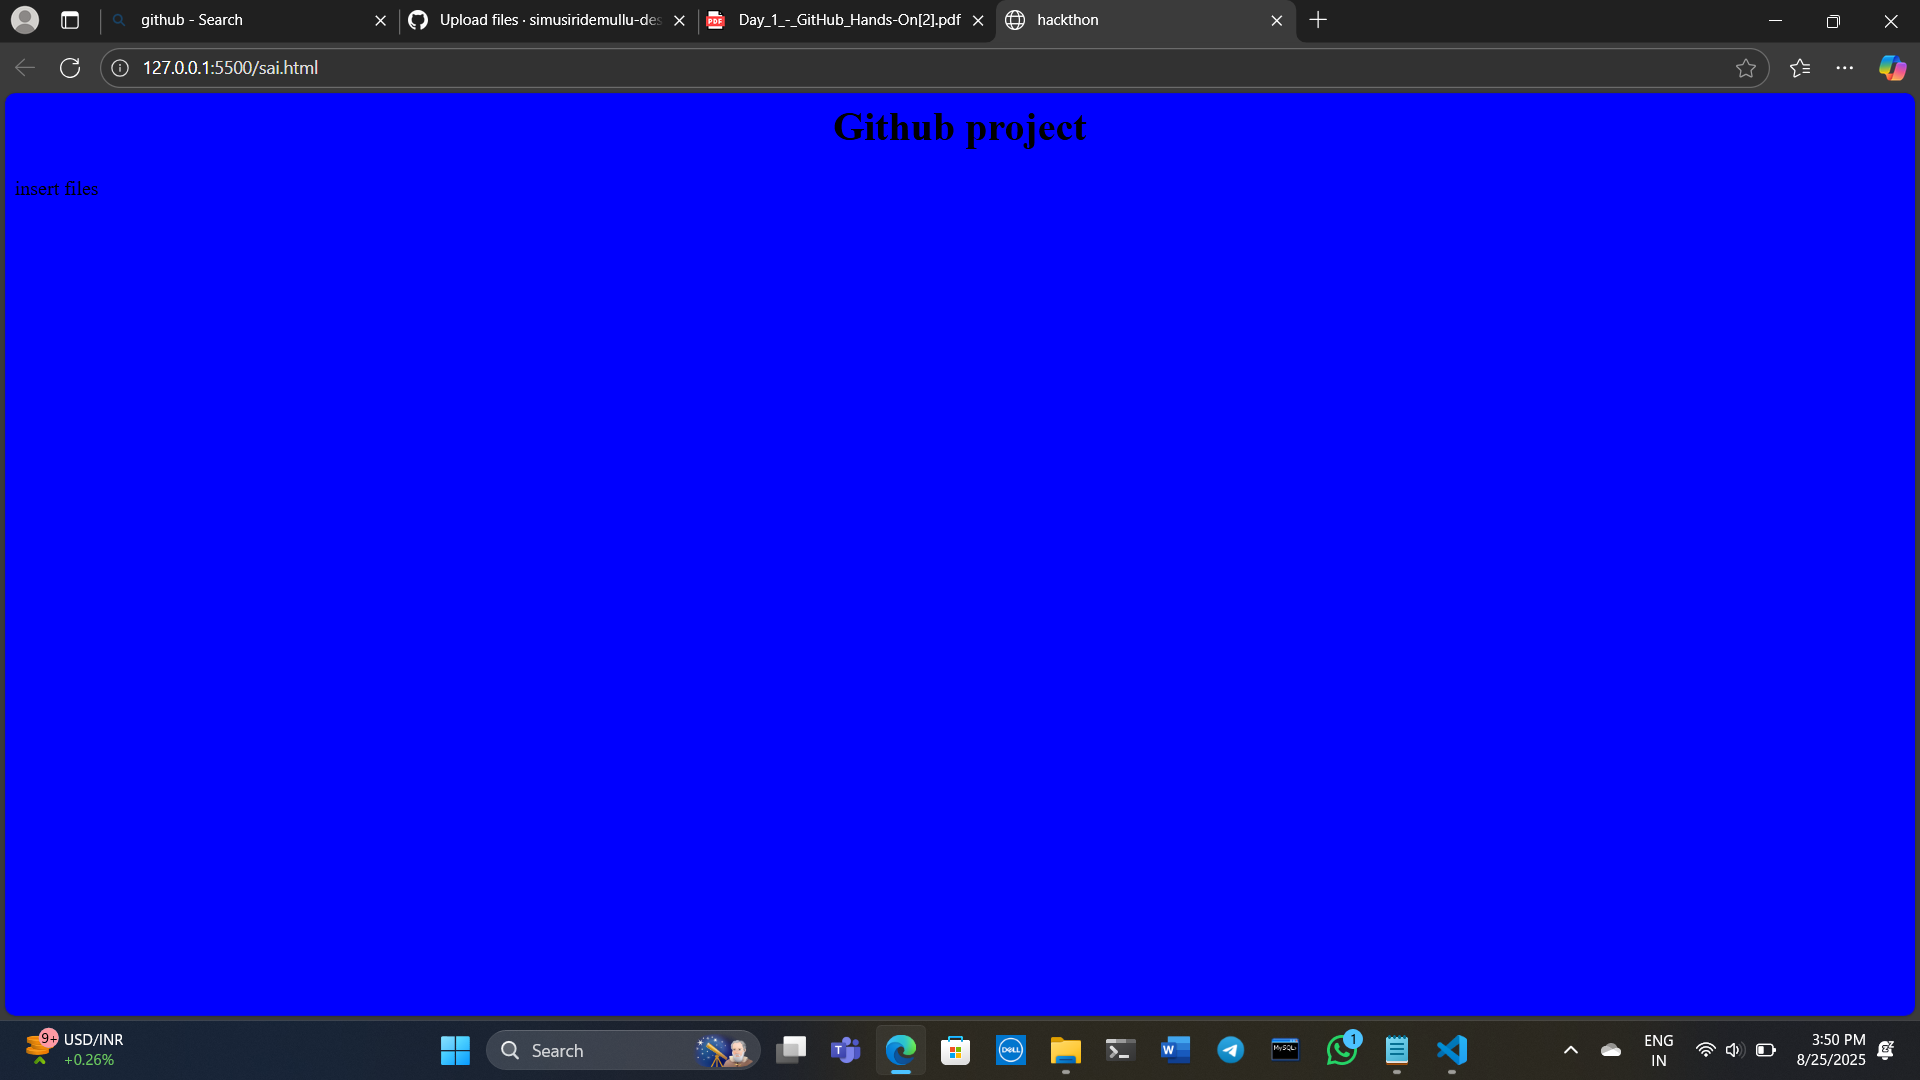 github - Search
Upload files · simusiridemullu-des
Day_1_-_GitHub_Hands-On[2].pdf
hackthon
127.0.0.1:5500/sai.html
Github project
insert files
9+
USD/INR
+0.26%
Search
DELL
MySQL
1
ENG
IN
3:50 PM
8/25/2025